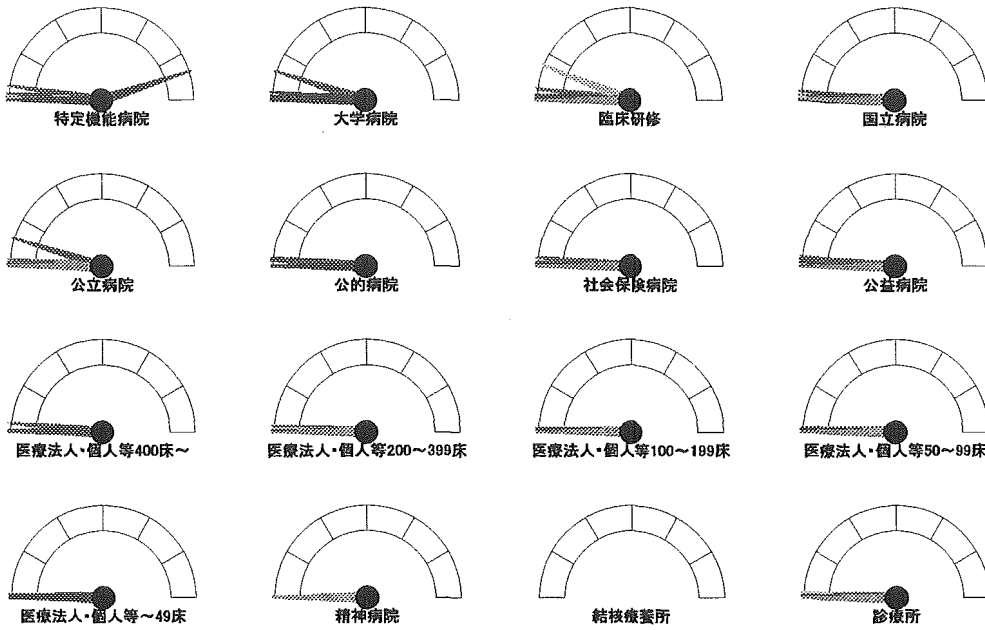 特定機能病院
大学病院
臨床研修
国立病院
公立病院
公的病院
社会保険病院
公益病院
医療法人・個人等400床～
医療法人・個人等200～399床
医療法人・個人等100～199床
医療法人・個人等50～99床
医療法人・個人等～49床
精神病院
結核療養所
診療所